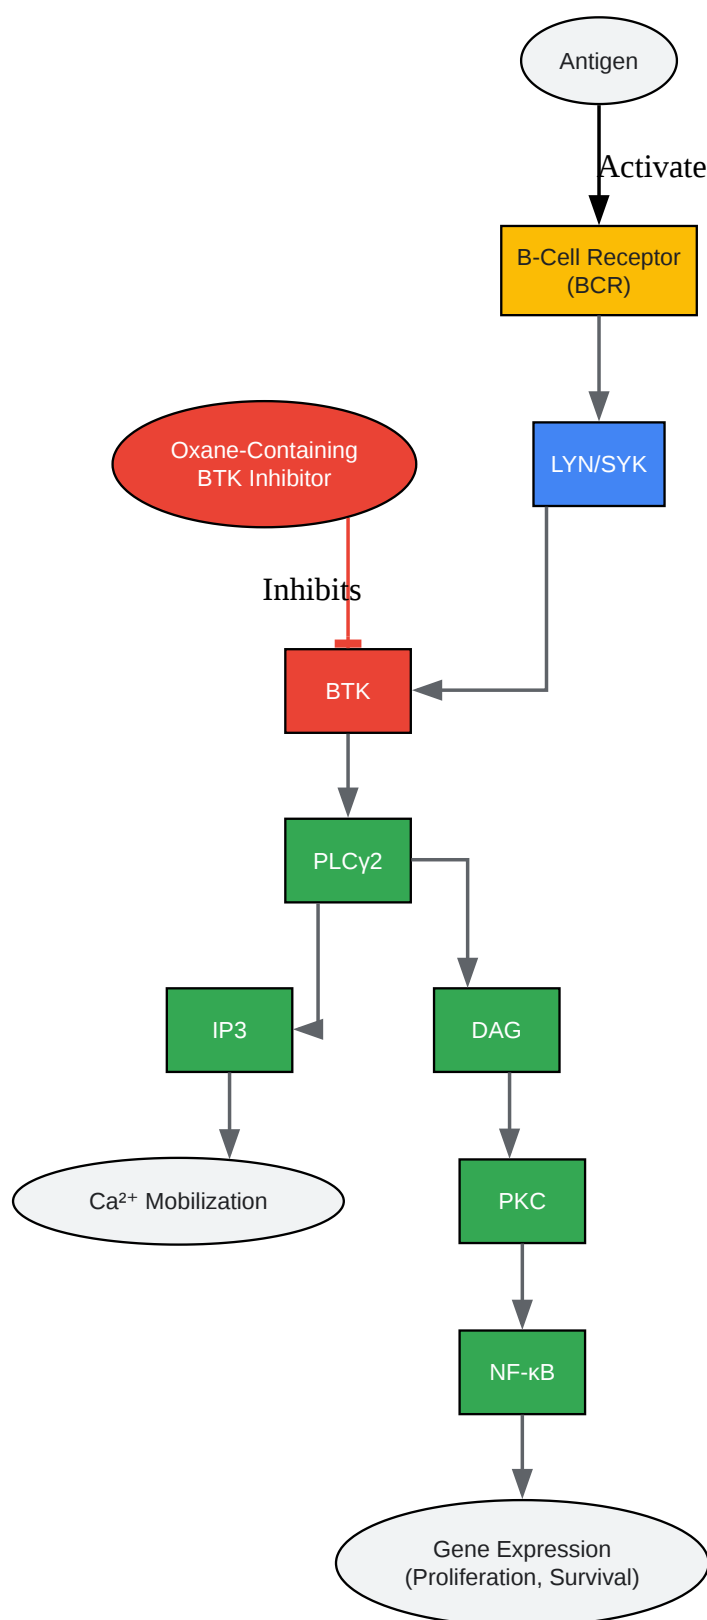 Antigen
Activate
B-Cell Receptor
(BCR)
Oxane-Containing
BTK Inhibitor
LYN/SYK
Inhibits
BTK
PLCγ2
IP3
DAG
Ca²⁺ Mobilization
PKC
NF-κB
Gene Expression
(Proliferation, Survival)